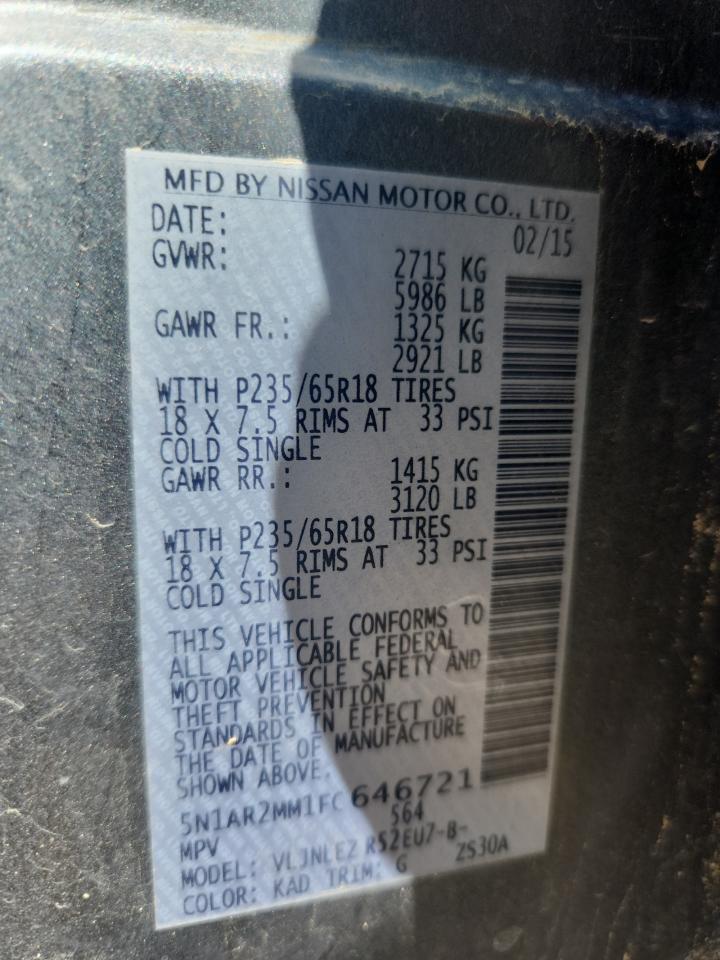 MFD BY NISSAN MOTOR CO., LTD.
DATE: 02/15
GVWR: 2715 KG
5986 LB
GAWR FR.: 1325 KG
2921 LB
WITH P235/65R18 TIRES
18 X 7.5 RIMS AT 33 PSI
COLD SINGLE
GAWR RR.: 1415 KG
3120 LB
WITH P235/65R18 TIRES
18 X 7.5 RIMS AT 33 PSI
COLD SINGLE
THIS VEHICLE CONFORMS TO
ALL APPLICABLE FEDERAL
MOTOR VEHICLE SAFETY AND
THEFT PREVENTION
STANDARDS IN EFFECT ON
THE DATE OF MANUFACTURE
SHOWN ABOVE.
5N1AR2MM1FC646721
MPV 564
MODEL: VLJNLEZ R52EU7-B-
COLOR: KAD TRIM: G ZS30A